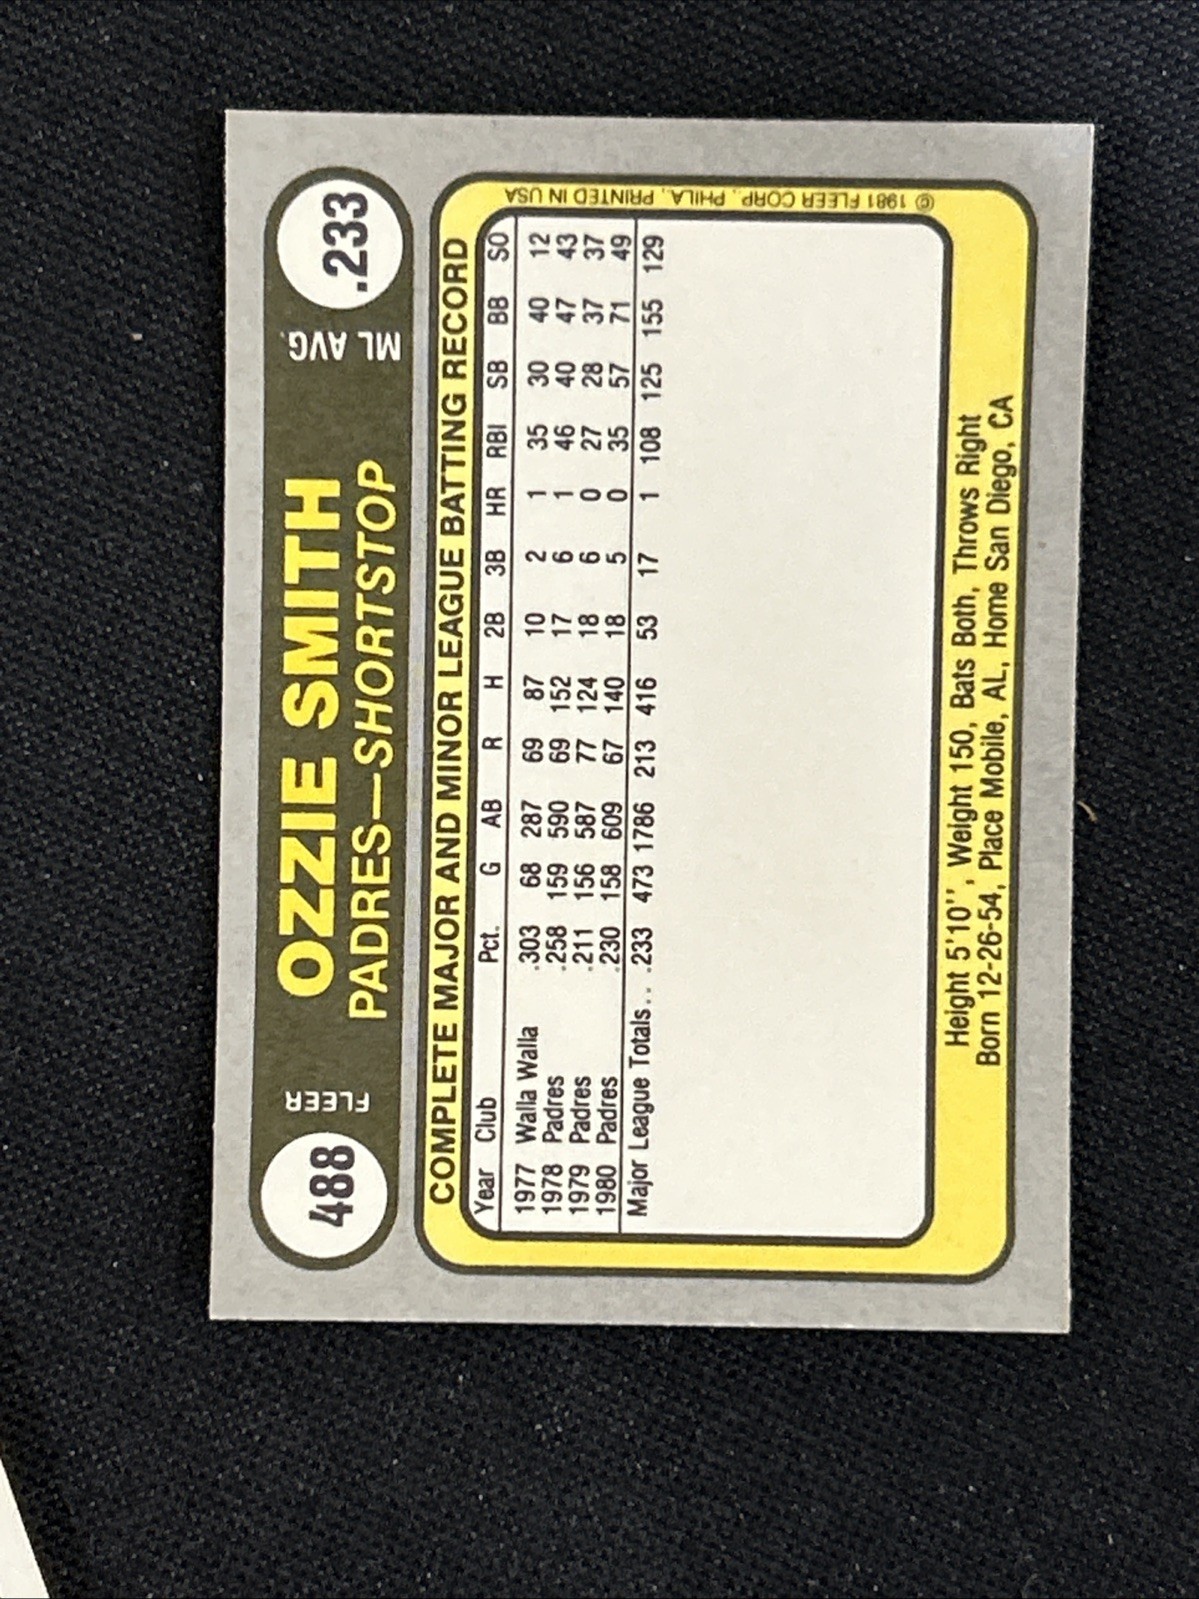 488 FLEER OZZIE SMITH ML AVG. .233
PADRES—SHORTSTOP
COMPLETE MAJOR AND MINOR LEAGUE BATTING RECORD
Year Club Pct. G AB R H 2B 3B HR RBI SB BB SO
1977 Walla Walla .303 68 287 69 87 10 2 1 35 30 40 12
1978 Padres .258 159 590 69 152 17 6 1 46 40 47 43
1979 Padres .211 156 587 77 124 18 6 0 27 28 37 37
1980 Padres .230 158 609 67 140 18 5 0 35 57 71 49
Major League Totals.. .233 473 1786 213 416 53 17 1 108 125 155 129
Height 5'10'', Weight 150, Bats Both, Throws Right
Born 12-26-54, Place Mobile, AL, Home San Diego, CA
© 1981 FLEER CORP., PHILA., PRINTED IN USA